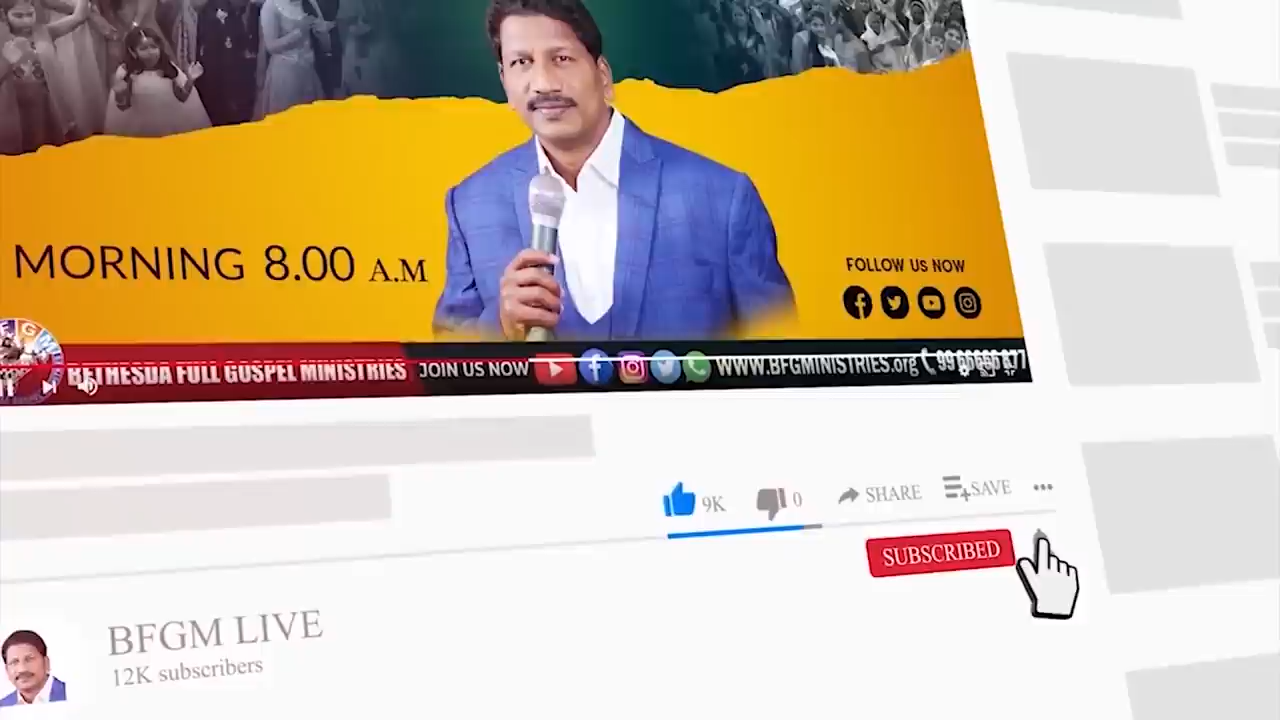 MORNING 8.00 A.M
FOLLOW US NOW
BETHESDA FULL GOSPEL MINISTRIES JOIN US NOW WWW.BFGMINISTRIES.org
9K 0 SHARE SAVE
SUBSCRIBED
BFGM LIVE
12K subscribers